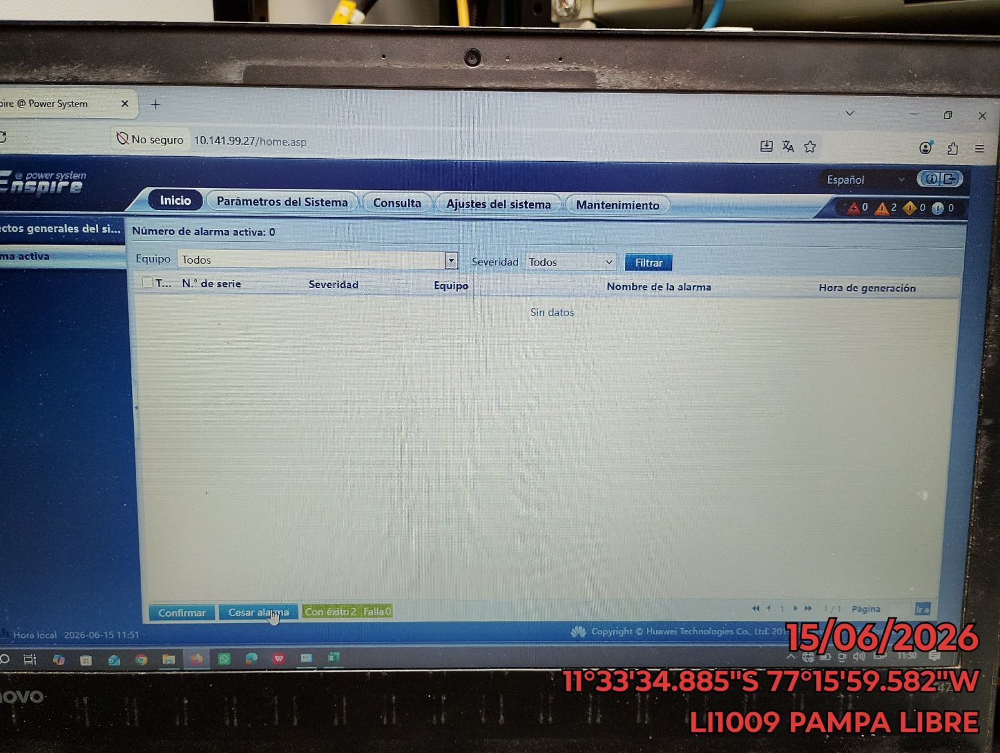 pire @ Power System
No seguro 10.141.99.27/home.asp
@ power system
Enspire
Español
Inicio Parámetros del Sistema Consulta Ajustes del sistema Mantenimiento
0 2 0 0
ctos generales del si...
ma activa
Número de alarma activa: 0
Equipo Todos Severidad Todos Filtrar
T... N.° de serie Severidad Equipo Nombre de la alarma Hora de generación
Sin datos
Confirmar Cesar alarma Con éxito 2 Falla 0
1 1/1 Página Ir a
Hora local 2026-06-15 11:51
Copyright © Huawei Technologies Co., Ltd. 201
11:50
novo
15/06/2026
11°33'34.885"S 77°15'59.582"W
LI1009 PAMPA LIBRE